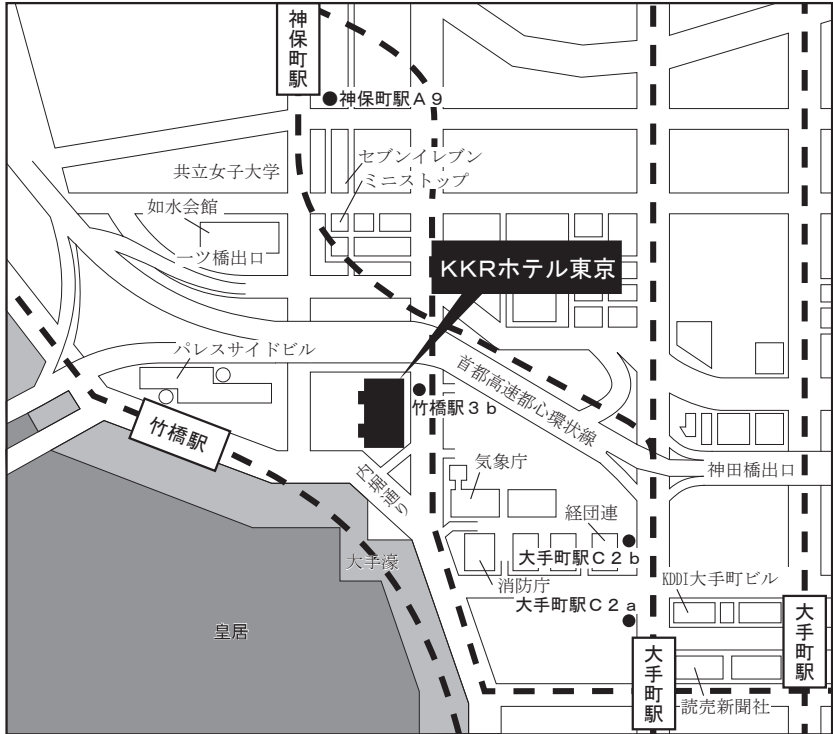 神保町駅
神保町駅A9
セブンイレブン
共立女子大学
ミニストップ
如水会館
一ツ橋出口
KKRホテル東京
パレスサイドビル
首都高速都心環状線
竹橋駅3b
竹橋駅
気象庁
神田橋出口
内堀通り
経団連
大手町駅C2b
大手濠
消防庁
KDDI大手町ビル
大手町駅C2a
皇居
大手町駅
大手町駅
読売新聞社